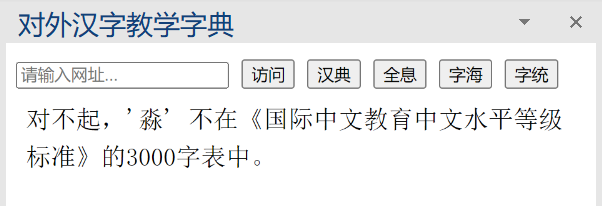 对外汉字教学字典
请输入网址... 访问 汉典 全息 字海 字统
对不起，'淼' 不在《国际中文教育中文水平等级
标准》的3000字表中。